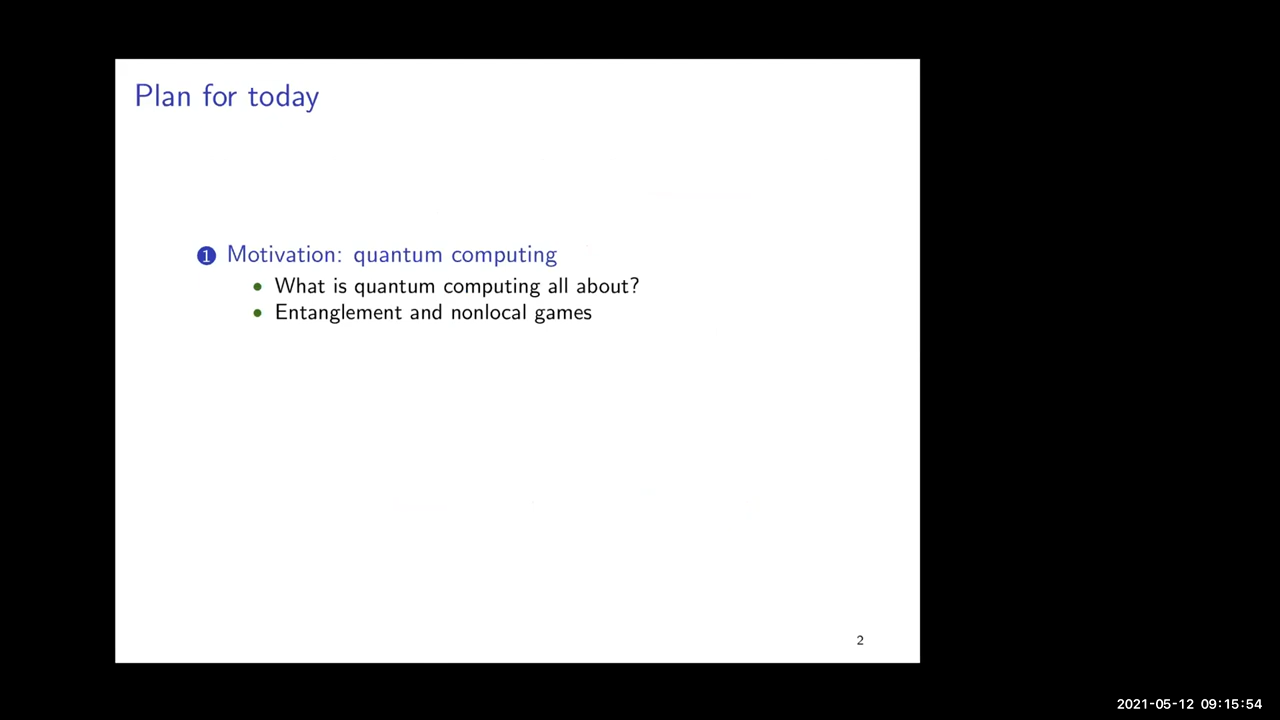 Plan for today
1 Motivation: quantum computing
• What is quantum computing all about?
• Entanglement and nonlocal games
2
2021-05-12 09:15:54